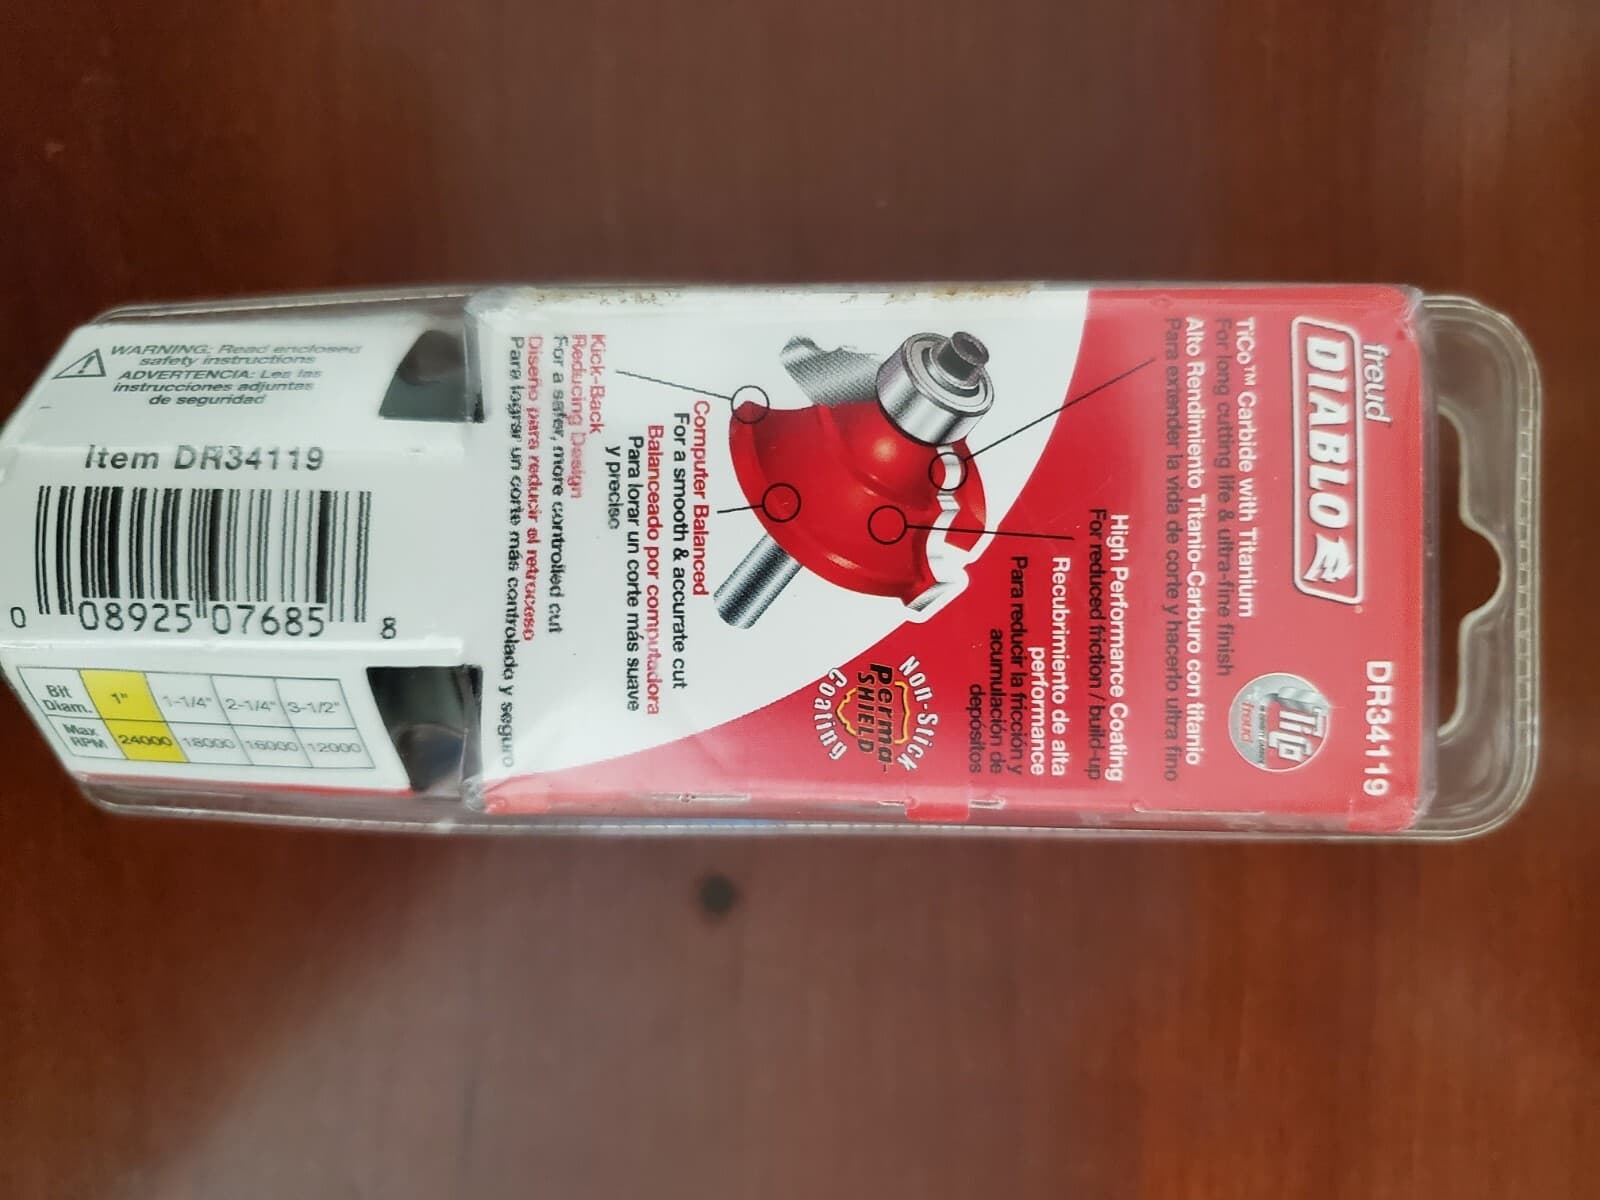 freud
DIABLO
DR34119
TiCo™ Carbide with Titanium
For long cutting life & ultra-fine finish
Alto Rendimiento Titanio-Carburo con titanio
Para extender la vida de corte y hacerlo ultra fino
TiCo
freud
High Performance Coating
For reduced friction / build-up
Recubrimiento de alta
performance
Para reducir la fricción y
acumulación de
depósitos
Non-Stick
Perma-
SHIELD
Coating
Computer Balanced
For a smooth & accurate cut
Balanceado por computadora
Para lorar un corte más suave
y preciso
Kick-Back
Reducing Design
For a safer, more controlled cut
Diseño para reducir el retroceso
Para lograr un corte más controlado y seguro
WARNING: Read enclosed
safety instructions
ADVERTENCIA: Lea las
instrucciones adjuntas
de seguridad
Item DR34119
0 08925 07685 8
Bit Diam. 1" 1-1/4" 2-1/4" 3-1/2"
Max. RPM 24000 18000 16000 12000